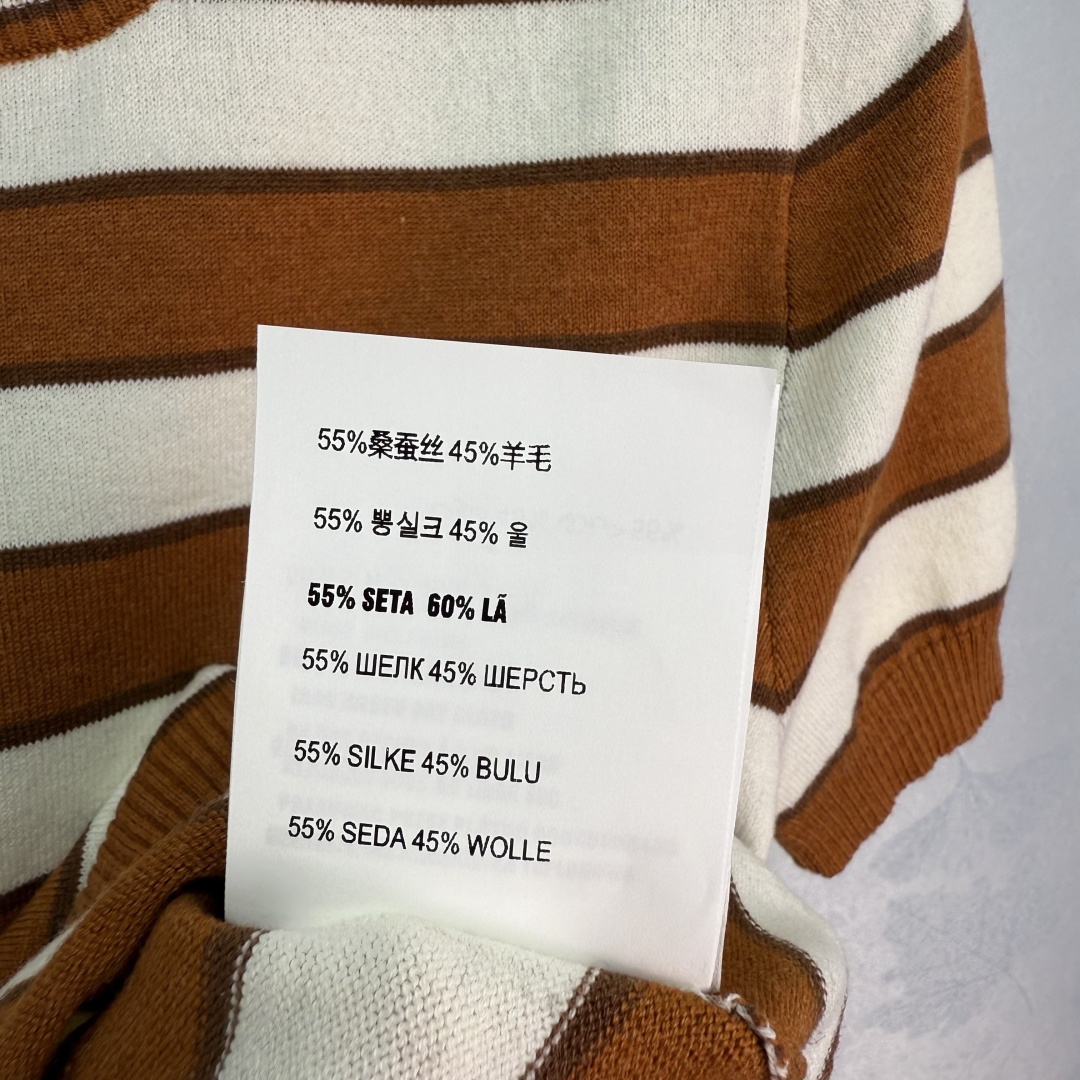 55%桑蚕丝 45%羊毛
55% 뽕실크 45% 울
55% SETA 60% LÃ
55% ШЕЛК 45% ШЕРСТЬ
55% SILKE 45% BULU
55% SEDA 45% WOLLE